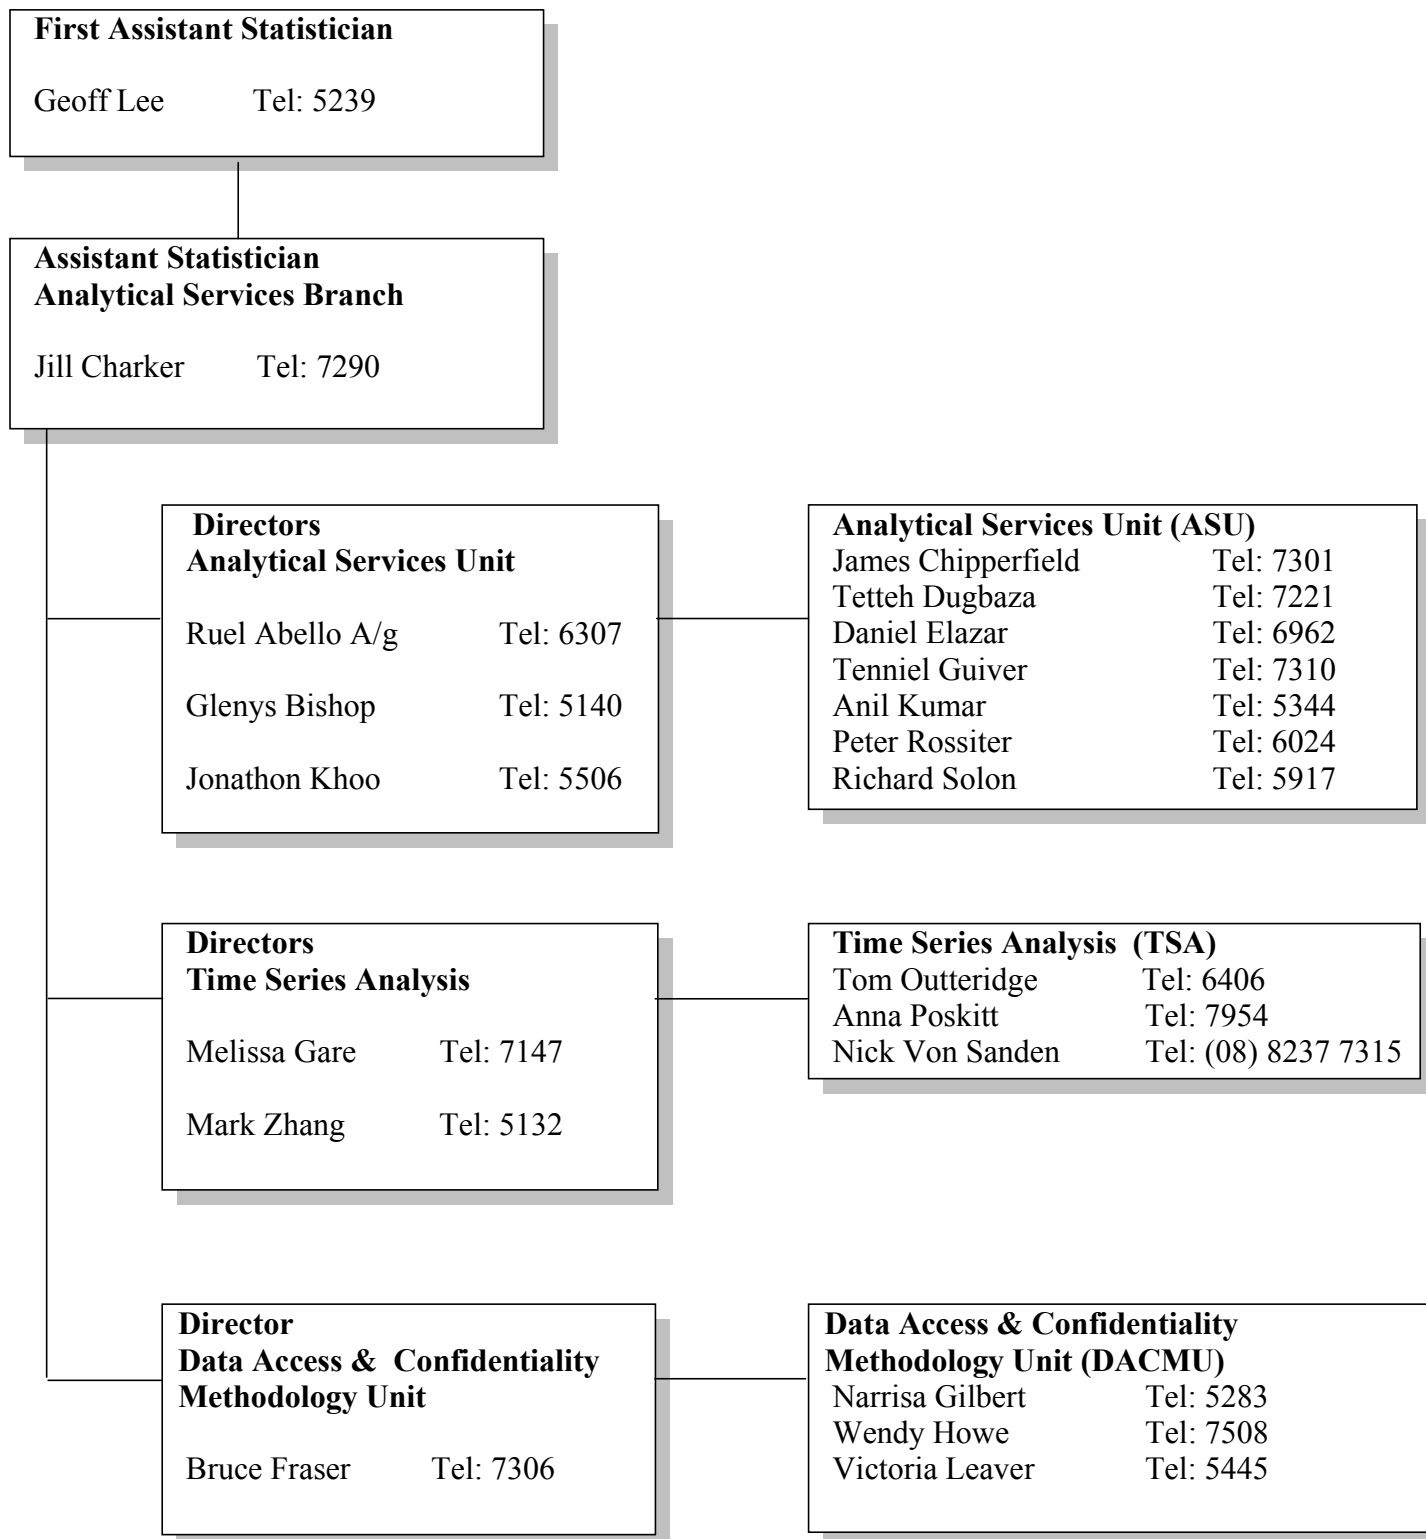 First Assistant Statistician
Geoff Lee Tel: 5239
Assistant Statistician
Analytical Services Branch
Jill Charker Tel: 7290
Directors
Analytical Services Unit
Ruel Abello A/g Tel: 6307
Glenys Bishop Tel: 5140
Jonathon Khoo Tel: 5506
Analytical Services Unit (ASU)
James Chipperfield Tel: 7301
Tetteh Dugbaza Tel: 7221
Daniel Elazar Tel: 6962
Tenniel Guiver Tel: 7310
Anil Kumar Tel: 5344
Peter Rossiter Tel: 6024
Richard Solon Tel: 5917
Directors
Time Series Analysis
Melissa Gare Tel: 7147
Mark Zhang Tel: 5132
Time Series Analysis (TSA)
Tom Outteridge Tel: 6406
Anna Poskitt Tel: 7954
Nick Von Sanden Tel: (08) 8237 7315
Director
Data Access & Confidentiality
Methodology Unit
Bruce Fraser Tel: 7306
Data Access & Confidentiality
Methodology Unit (DACMU)
Narrisa Gilbert Tel: 5283
Wendy Howe Tel: 7508
Victoria Leaver Tel: 5445